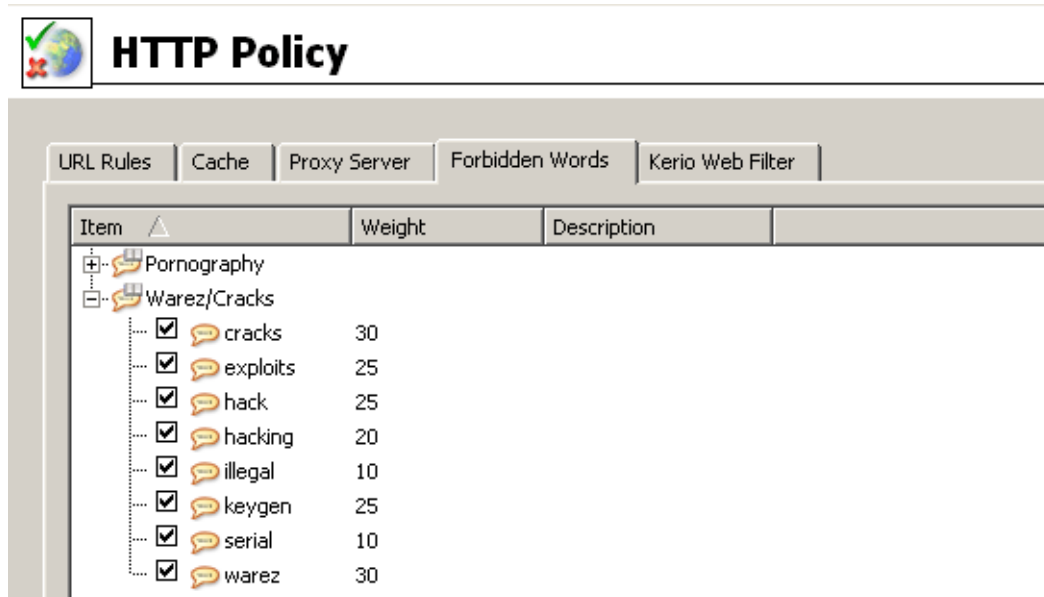 HTTP Policy
URL Rules Cache Proxy Server Forbidden Words Kerio Web Filter
Item Weight Description
Pornography
Warez/Cracks
cracks 30
exploits 25
hack 25
hacking 20
illegal 10
keygen 25
serial 10
warez 30